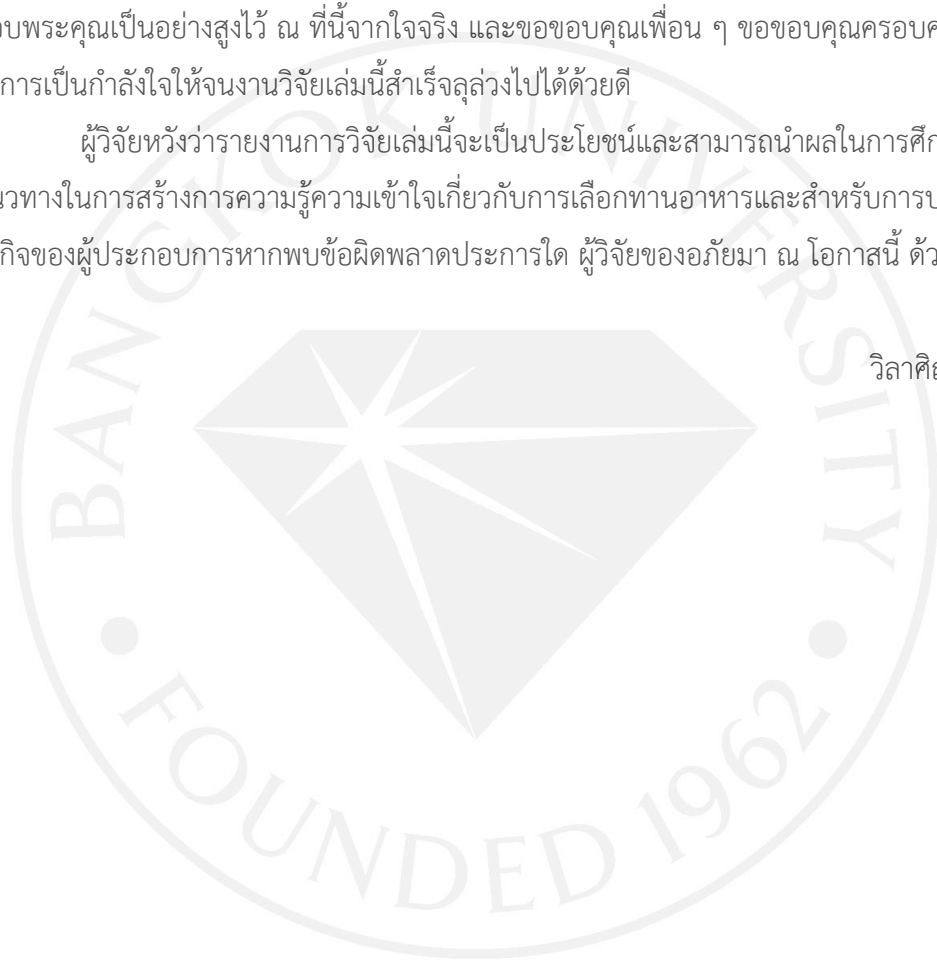 อบพระคุณเป็นอย่างสูงไว้ ณ ที่นี้จากใจจริง และขอขอบคุณเพื่อน ๆ ขอขอบคุณครอบค
การเป็นกำลังใจให้จนงานวิจัยเล่มนี้สำเร็จลุล่วงไปได้ด้วยดี
ผู้วิจัยหวังว่ารายงานการวิจัยเล่มนี้จะเป็นประโยชน์และสามารถนำผลในการศึก
นวทางในการสร้างการความรู้ความเข้าใจเกี่ยวกับการเลือกทานอาหารและสำหรับการป
กิจของผู้ประกอบการหากพบข้อผิดพลาดประการใด ผู้วิจัยของอภัยมา ณ โอกาสนี้ ด้ว
วิลาศิ
BANGKOK UNIVERSITY
FOUNDED 1962